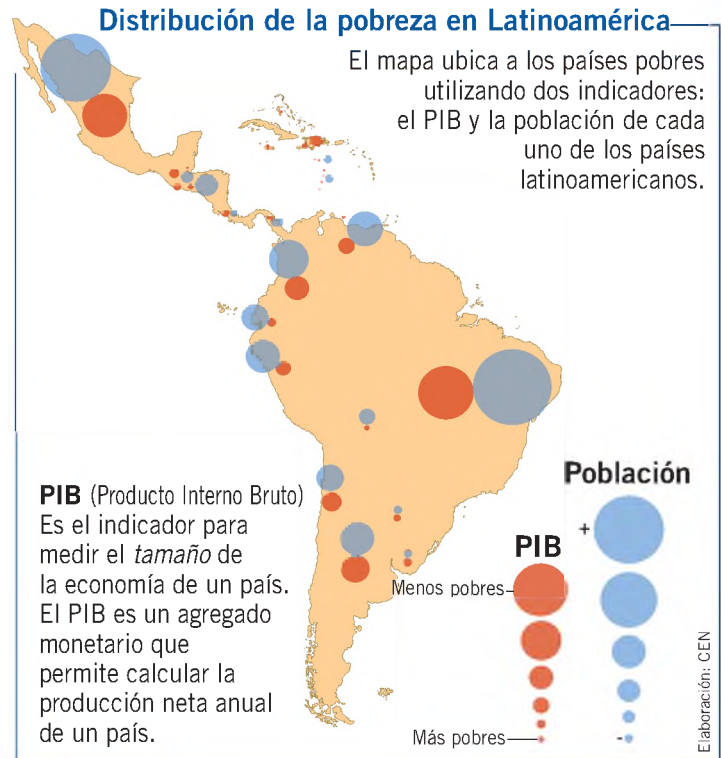 Distribución de la pobreza en Latinoamérica
El mapa ubica a los países pobres
utilizando dos indicadores:
el PIB y la población de cada
uno de los países
latinoamericanos.
PIB (Producto Interno Bruto)
Es el indicador para
medir el tamaño de
la economía de un país.
El PIB es un agregado
monetario que
permite calcular la
producción neta anual
de un país.
Población
+
PIB
Menos pobres
Más pobres
-
Elaboración: CEN